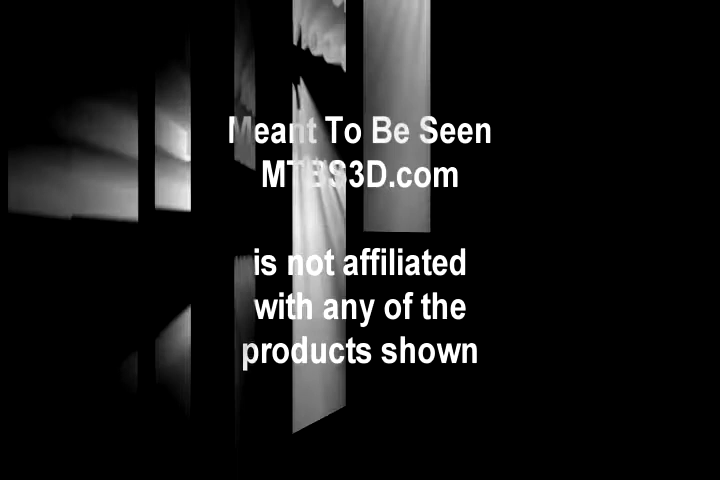 Meant To Be Seen
MTBS3D.com
is not affiliated
with any of the
products shown